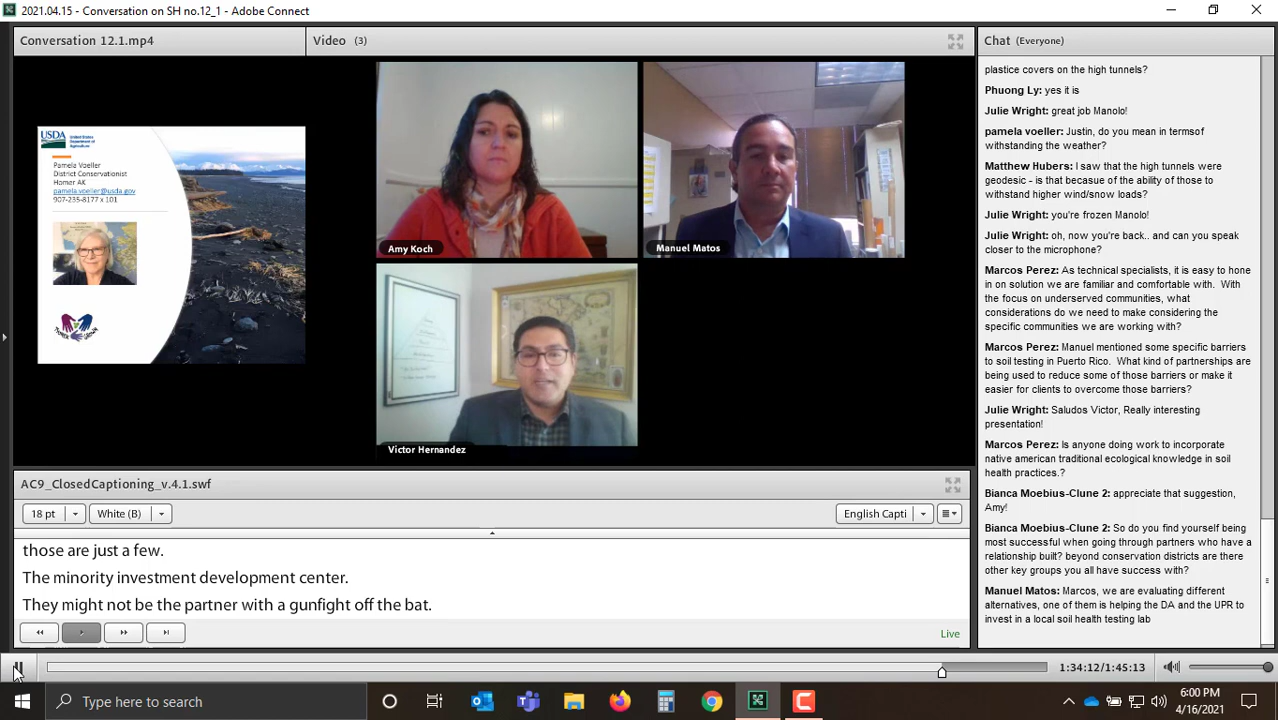 2021.04.15 - Conversation on SH no.12_1 - Adobe Connect
Conversation 12.1.mp4
Video (3)
Chat (Everyone)
USDA
United States
Department of
Agriculture
Pamela Voeller
District Conservationist
Homer AK
pamela.voeller@usda.gov
907-235-8177 x 101
Amy Koch
Manuel Matos
Victor Hernandez
plastice covers on the high tunnels?
Phuong Ly: yes it is
Julie Wright: great job Manolo!
pamela voeller: Justin, do you mean in termsof
withstanding the weather?
Matthew Hubers: I saw that the high tunnels were
geodesic - is that becasue of the ability of those to
withstand higher wind/snow loads?
Julie Wright: you're frozen Manolo!
Julie Wright: oh, now you're back.. and can you speak
closer to the microphone?
Marcos Perez: As technical specialists, it is easy to hone
in on solution we are familiar and comfortable with. With
the focus on underserved communities, what
considerations do we need to make considering the
specific communities we are working with?
Marcos Perez: Manuel mentioned some specific barriers
to soil testing in Puerto Rico. What kind of partnerships are
being used to reduce some of those barriers or make it
easier for clients to overcome those barriers?
Julie Wright: Saludos Victor, Really interesting
presentation!
Marcos Perez: Is anyone doing work to incorporate
native american traditional ecological knowledge in soil
health practices.?
Bianca Moebius-Clune 2: appreciate that suggestion,
Amy!
Bianca Moebius-Clune 2: So do you find yourself being
most successful when going through partners who have a
relationship built? beyond conservation districts are there
other key groups you all have success with?
Manuel Matos: Marcos, we are evaluating different
alternatives, one of them is helping the DA and the UPR to
invest in a local soil health testing lab
AC9_ClosedCaptioning_v.4.1.swf
18 pt
White (B)
English Capti
those are just a few.
The minority investment development center.
They might not be the partner with a gunfight off the bat.
Live
1:34:12/1:45:13
Type here to search
6:00 PM
4/16/2021